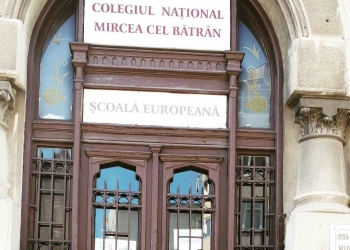 COLEGIUL NAȚIONAL
MIRCEA CEL BĂTRÂN
ȘCOALĂ EUROPEANĂ